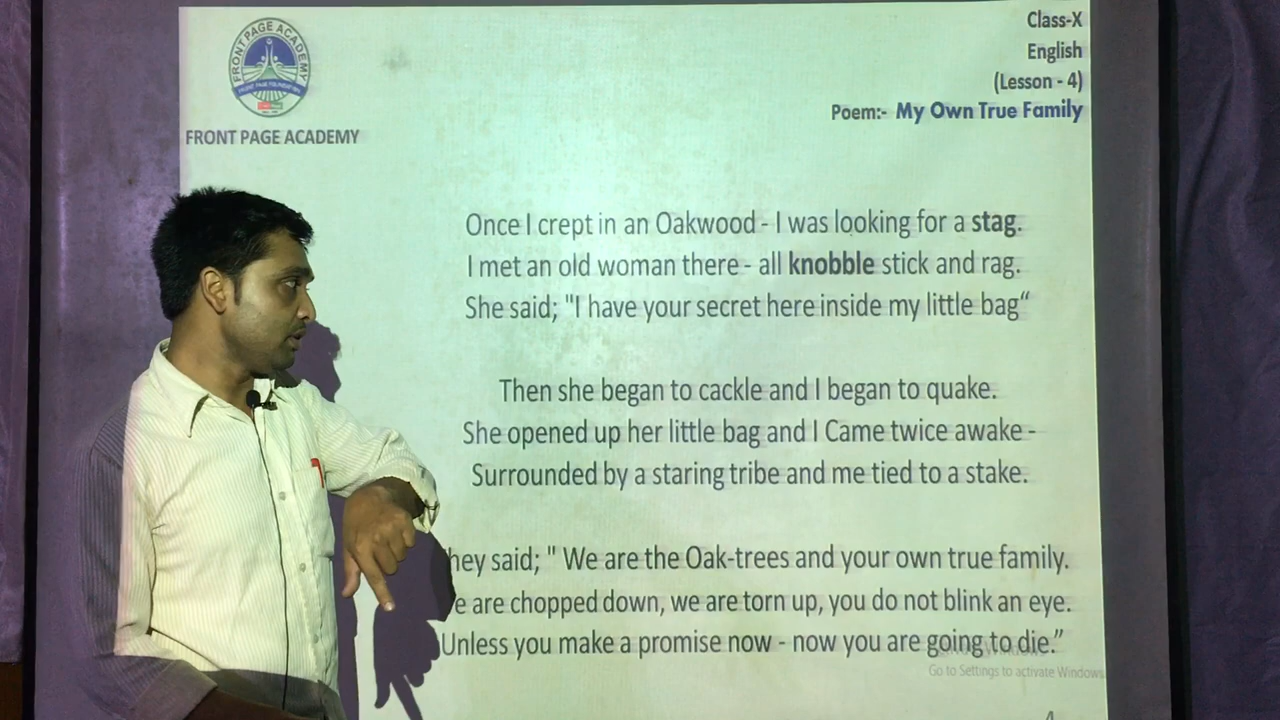 FRONT PAGE ACADEMY
FRONT PAGE ACADEMY
Class-X
English
(Lesson - 4)
Poem:- My Own True Family
Once I crept in an Oakwood - I was looking for a stag.
I met an old woman there - all knobble stick and rag.
She said; "I have your secret here inside my little bag“
Then she began to cackle and I began to quake.
She opened up her little bag and I Came twice awake -
Surrounded by a staring tribe and me tied to a stake.
hey said; " We are the Oak-trees and your own true family.
e are chopped down, we are torn up, you do not blink an eye.
Unless you make a promise now - now you are going to die.”
Go to Settings to activate Windows
4